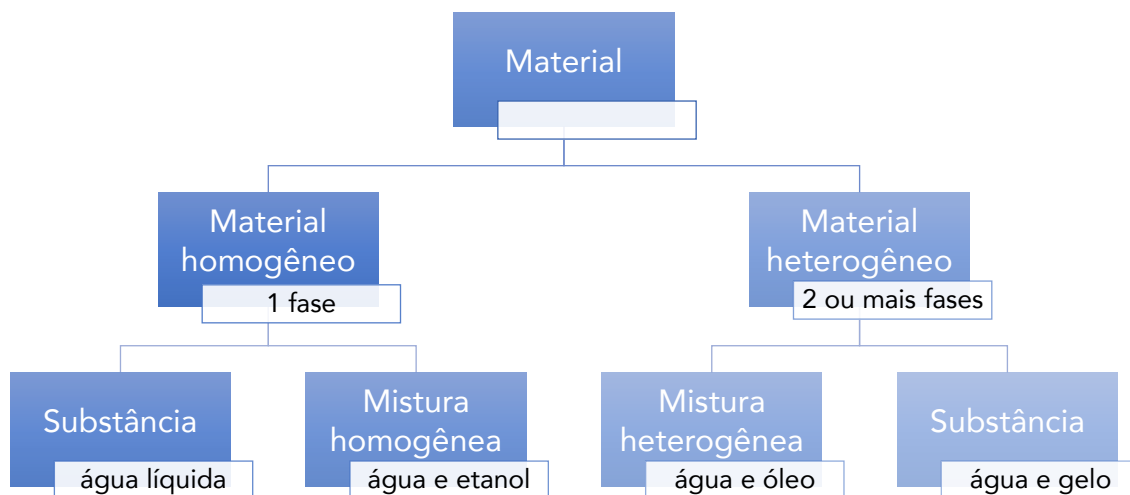 Material
Material
homogêneo
1 fase
Material
heterogêneo
2 ou mais fases
Substância
água líquida
Mistura
homogênea
água e etanol
Mistura
heterogênea
água e óleo
Substância
água e gelo